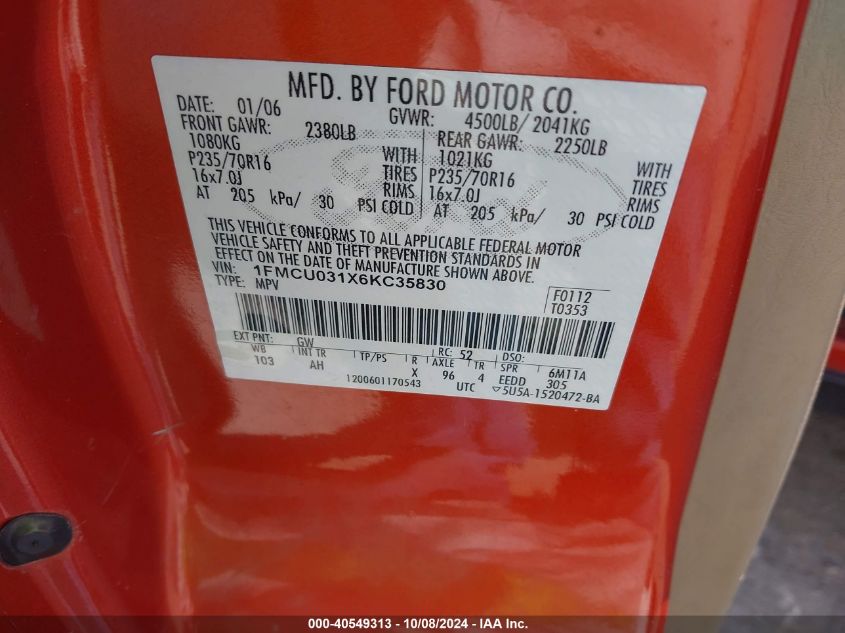 MFD. BY FORD MOTOR CO.
DATE: 01/06 GVWR: 4500LB/ 2041KG
FRONT GAWR: 2380LB REAR GAWR: 2250LB
1080KG WITH 1021KG WITH
P235/70R16 TIRES P235/70R16 TIRES
16x7.0J RIMS 16x7.0J RIMS
AT 205 kPa/ 30 PSI COLD AT 205 kPa/ 30 PSI COLD
Ford
THIS VEHICLE CONFORMS TO ALL APPLICABLE FEDERAL MOTOR
VEHICLE SAFETY AND THEFT PREVENTION STANDARDS IN
EFFECT ON THE DATE OF MANUFACTURE SHOWN ABOVE.
VIN: 1FMCU031X6KC35830
TYPE: MPV
F0112
T0353
EXT PNT: GW RC: 52 DSO:
WB INT TR TP/PS R AXLE TR SPR 6M11A
103 AH X 96 4 EEDD 305
1200601170543 UTC 5U5A-1520472-BA
000-40549313 - 10/08/2024 - IAA Inc.